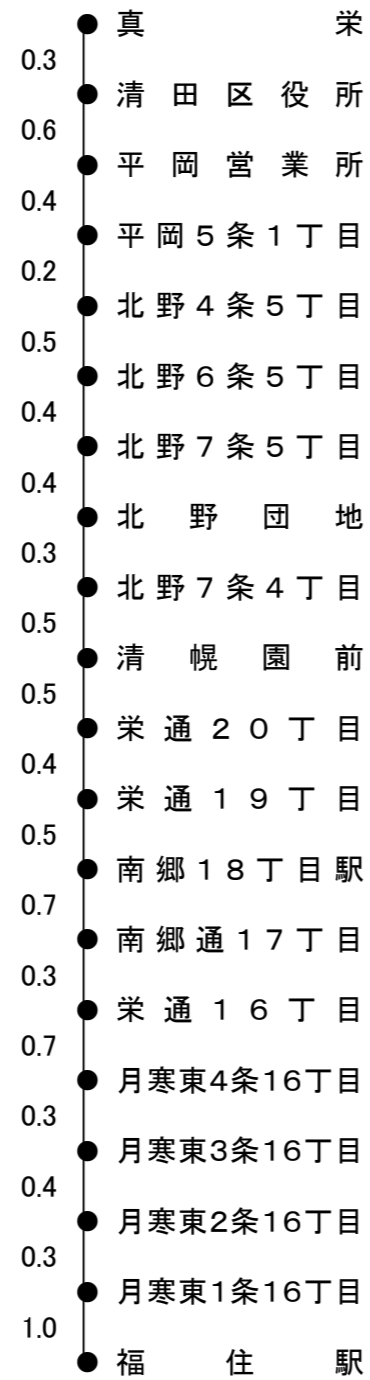 真栄
0.3
清田区役所
0.6
平岡営業所
0.4
平岡5条1丁目
0.2
北野4条5丁目
0.5
北野6条5丁目
0.4
北野7条5丁目
0.4
北野団地
0.3
北野7条4丁目
0.5
清幌園前
0.5
栄通20丁目
0.4
栄通19丁目
0.5
南郷18丁目駅
0.7
南郷通17丁目
0.3
栄通16丁目
0.7
月寒東4条16丁目
0.3
月寒東3条16丁目
0.4
月寒東2条16丁目
0.3
月寒東1条16丁目
1.0
福住駅